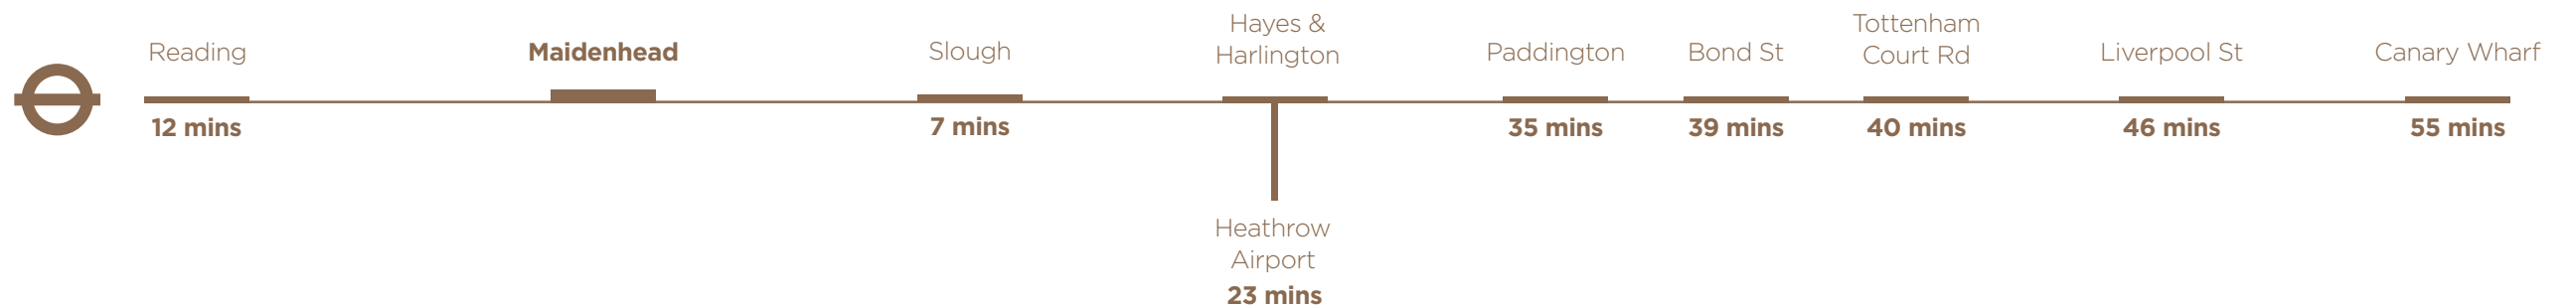 Reading
Maidenhead
Slough
Hayes &
Harlington
Paddington
Bond St
Tottenham
Court Rd
Liverpool St
Canary Wharf
12 mins
7 mins
35 mins
39 mins
40 mins
46 mins
55 mins
Heathrow
Airport
23 mins